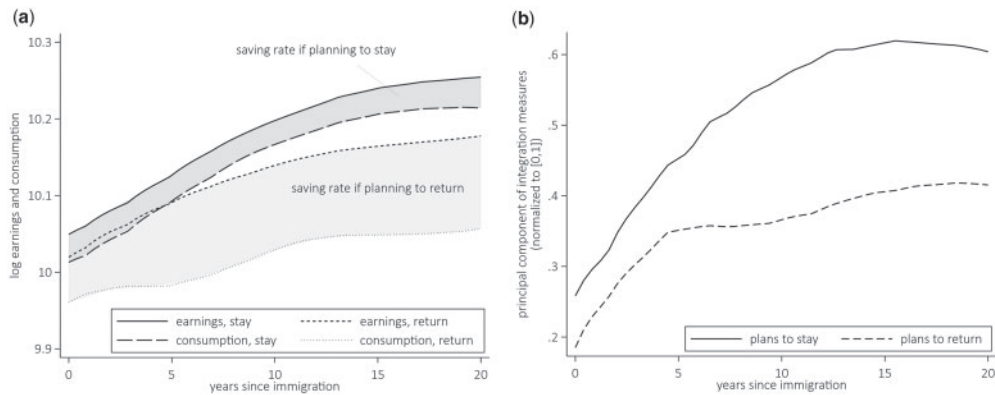 (a)
10.3
10.2
10.1
10
9.9
log earnings and consumption
saving rate if planning to stay
saving rate if planning to return
earnings, stay
earnings, return
consumption, stay
consumption, return
0 5 10 15 20
years since immigration
(b)
.6
.5
.4
.3
.2
principal component of integration measures
(normalized to [0,1])
plans to stay
plans to return
0 5 10 15 20
years since immigration